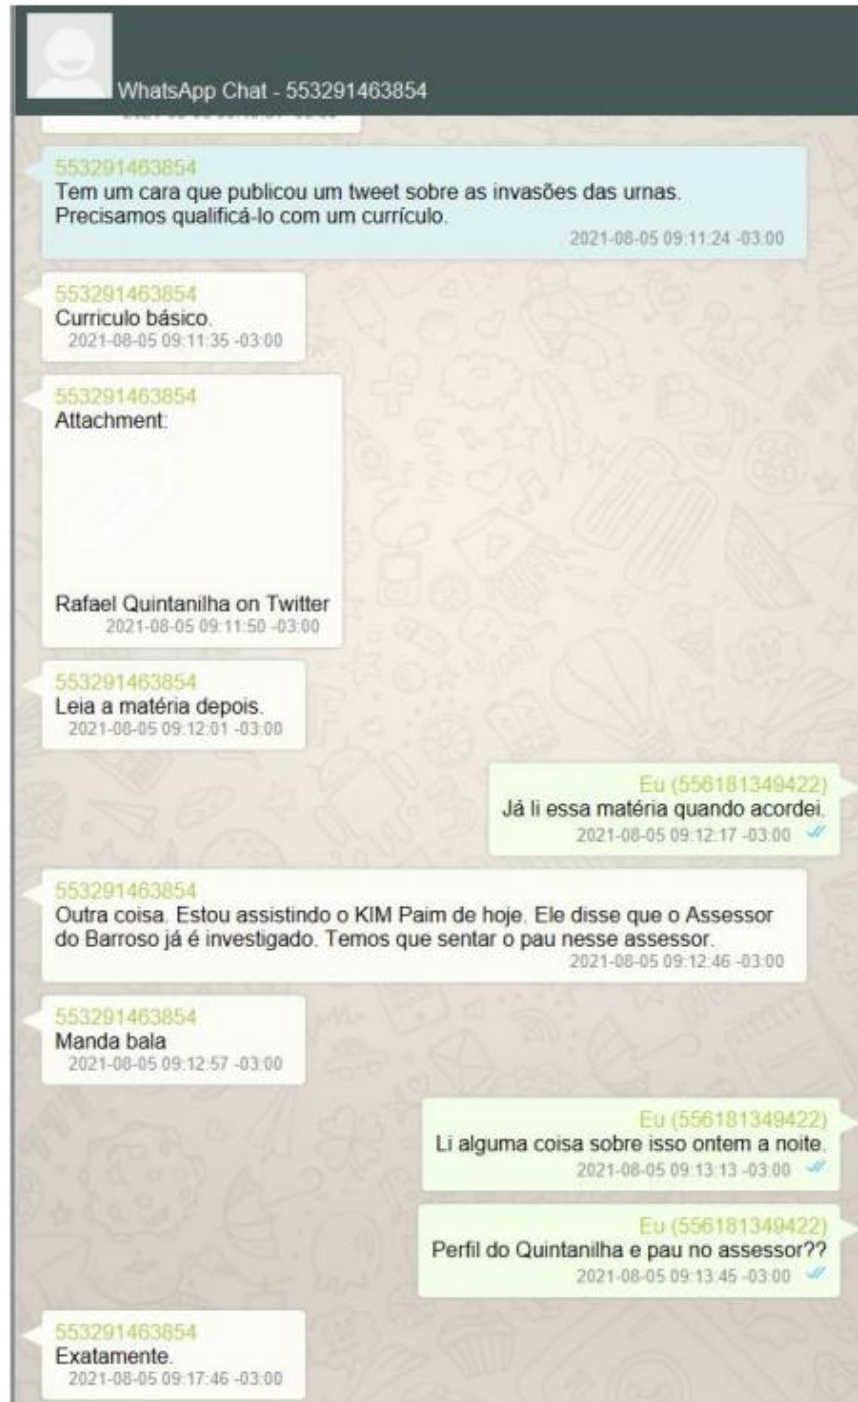 WhatsApp Chat - 553291463854
553291463854
Tem um cara que publicou um tweet sobre as invasões das urnas.
Precisamos qualificá-lo com um currículo.
2021-08-05 09:11:24 -03:00
553291463854
Curriculo básico.
2021-08-05 09:11:35 -03:00
553291463854
Attachment:
Rafael Quintanilha on Twitter
2021-08-05 09:11:50 -03:00
553291463854
Leia a matéria depois.
2021-08-05 09:12:01 -03:00
Eu (556181349422)
Já li essa matéria quando acordei.
2021-08-05 09:12:17 -03:00
553291463854
Outra coisa. Estou assistindo o KIM Paim de hoje. Ele disse que o Assessor
do Barroso já é investigado. Temos que sentar o pau nesse assessor.
2021-08-05 09:12:46 -03:00
553291463854
Manda bala
2021-08-05 09:12:57 -03:00
Eu (556181349422)
Li alguma coisa sobre isso ontem a noite.
2021-08-05 09:13:13 -03:00
Eu (556181349422)
Perfil do Quintanilha e pau no assessor??
2021-08-05 09:13:45 -03:00
553291463854
Exatamente.
2021-08-05 09:17:46 -03:00